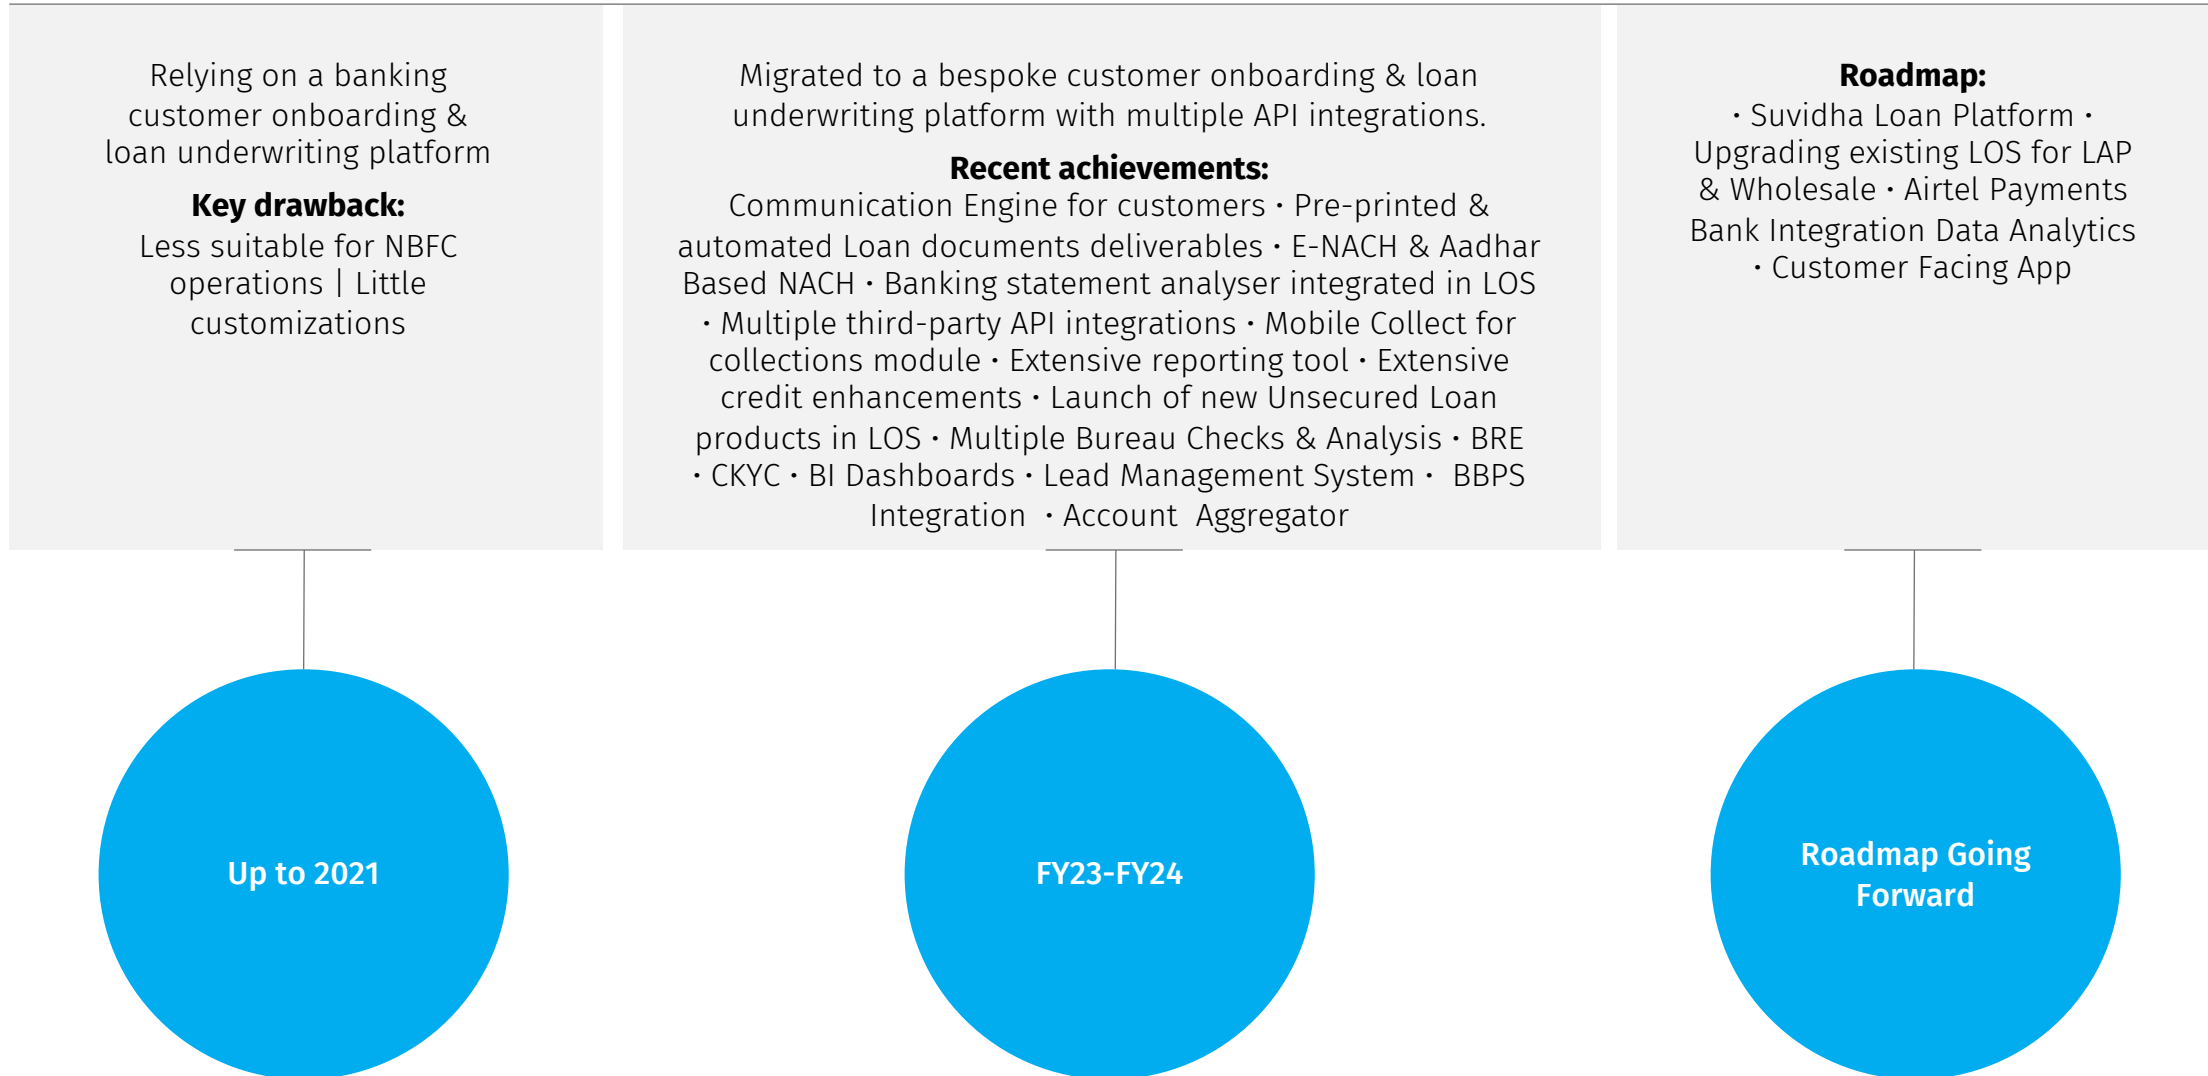 Relying on a banking
customer onboarding &
loan underwriting platform
Key drawback:
Less suitable for NBFC
operations | Little
customizations
Migrated to a bespoke customer onboarding & loan
underwriting platform with multiple API integrations.
Recent achievements:
Communication Engine for customers · Pre-printed &
automated Loan documents deliverables · E-NACH & Aadhar
Based NACH · Banking statement analyser integrated in LOS
· Multiple third-party API integrations · Mobile Collect for
collections module · Extensive reporting tool · Extensive
credit enhancements · Launch of new Unsecured Loan
products in LOS · Multiple Bureau Checks & Analysis · BRE
· CKYC · BI Dashboards · Lead Management System · BBPS
Integration · Account Aggregator
Roadmap:
· Suvidha Loan Platform ·
Upgrading existing LOS for LAP
& Wholesale · Airtel Payments
Bank Integration Data Analytics
· Customer Facing App
Up to 2021
FY23-FY24
Roadmap Going
Forward